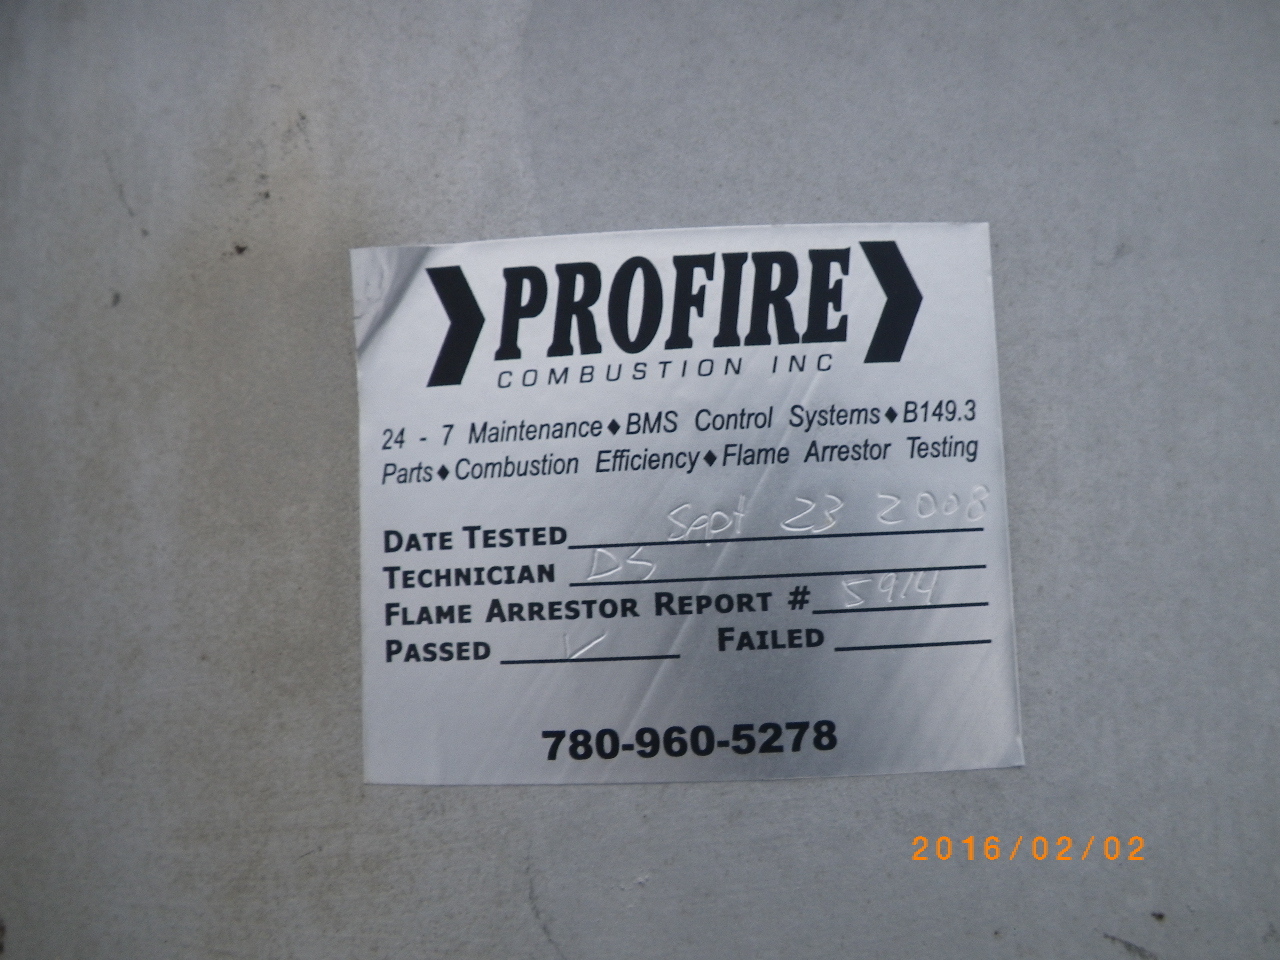 PROFIRE
COMBUSTION INC
24 - 7 Maintenance♦BMS Control Systems♦B149.3
Parts♦Combustion Efficiency♦Flame Arrestor Testing
DATE TESTED Sept 23 2008
TECHNICIAN DS
FLAME ARRESTOR REPORT # 5914
PASSED ✓ FAILED
780-960-5278
2016/02/02